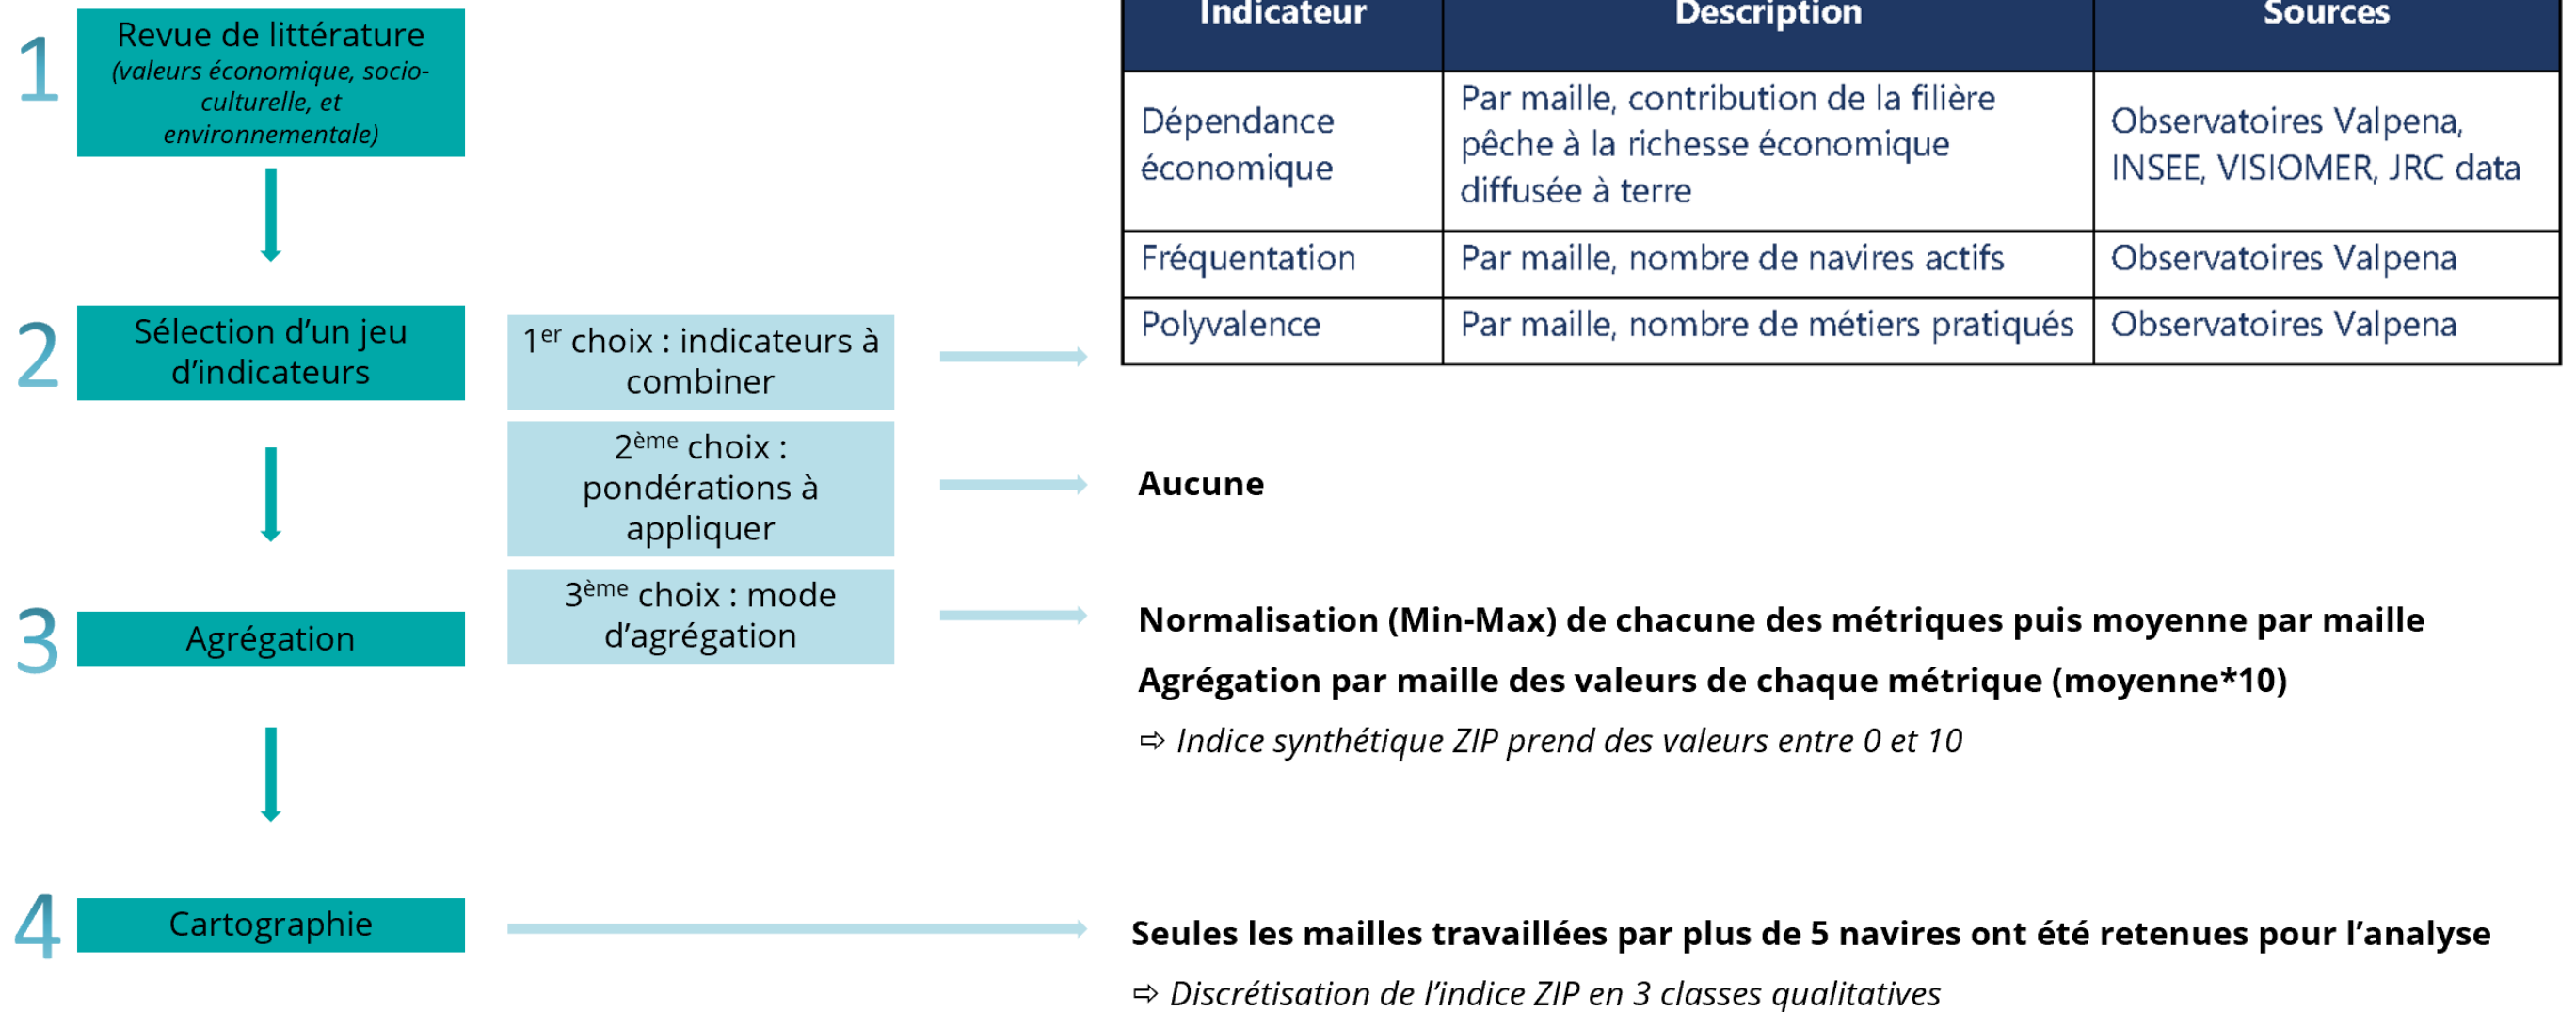 1
Revue de littérature
(valeurs économique, socio-
culturelle, et
environnementale)
Indicateur
Description
Sources
Dépendance
économique
Par maille, contribution de la filière
pêche à la richesse économique
diffusée à terre
Observatoires Valpena,
INSEE, VISIOMER, JRC data
Fréquentation
Par maille, nombre de navires actifs
Observatoires Valpena
Polyvalence
Par maille, nombre de métiers pratiqués
Observatoires Valpena
2
Sélection d’un jeu
d’indicateurs
1er choix : indicateurs à
combiner
2ème choix :
pondérations à
appliquer
Aucune
3
Agrégation
3ème choix : mode
d’agrégation
Normalisation (Min-Max) de chacune des métriques puis moyenne par maille
Agrégation par maille des valeurs de chaque métrique (moyenne*10)
⇨ Indice synthétique ZIP prend des valeurs entre 0 et 10
4
Cartographie
Seules les mailles travaillées par plus de 5 navires ont été retenues pour l’analyse
⇨ Discrétisation de l’indice ZIP en 3 classes qualitatives